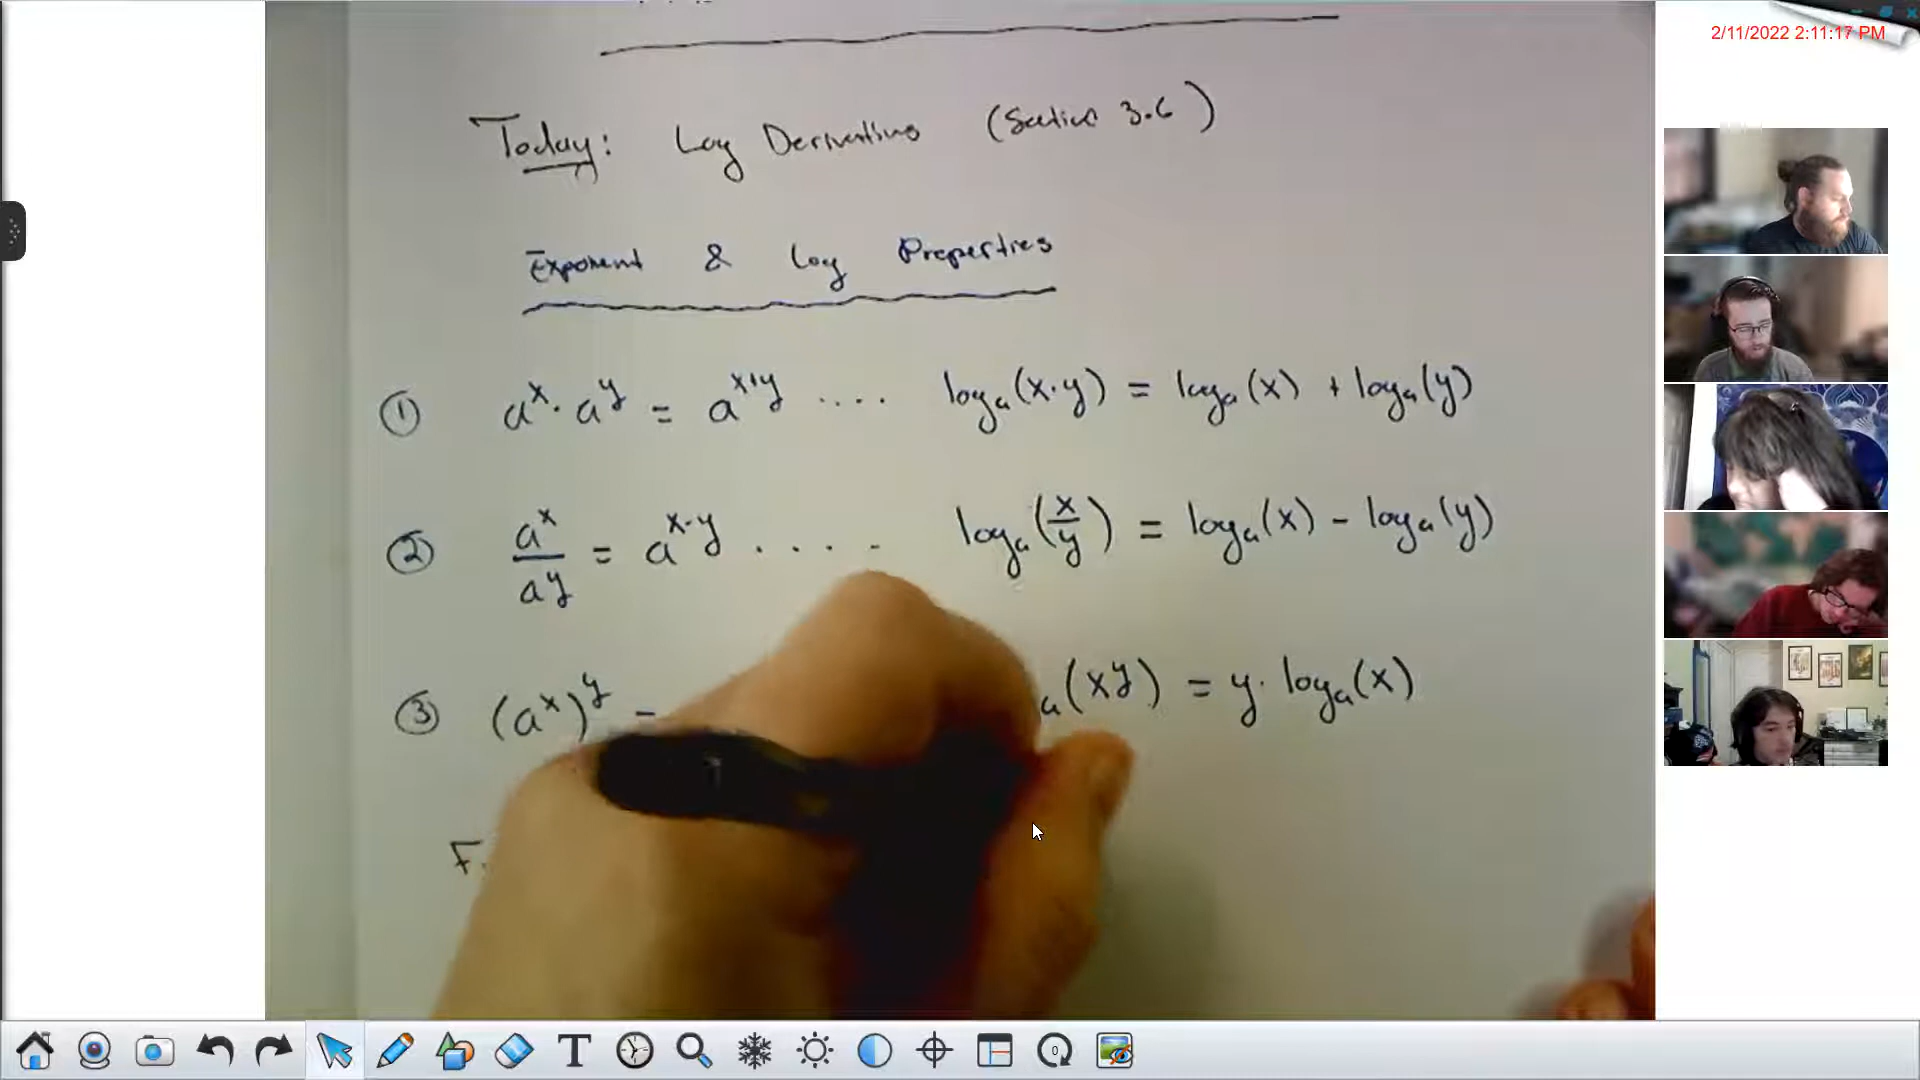 2/11/2022 2:11:17 PM
Today: Log Derivatives (Section 3.6)
Exponent & Log Properties
① a^x · a^y = a^{x+y} .... log_a(x·y) = log_a(x) + log_a(y)
② a^x / a^y = a^{x-y} ..... log_a(x/y) = log_a(x) - log_a(y)
③ (a^x)^y = a(x^y) = y · log_a(x)
F.
T
0